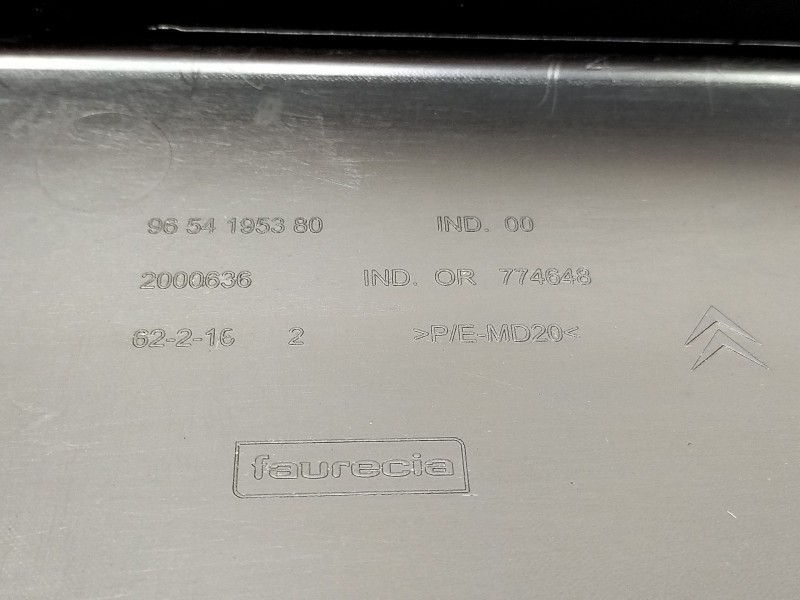 96 54 1953 80 IND. 00
2000636 IND. OR 774648
62-2-16 2 >P/E-MD20<
faurecia